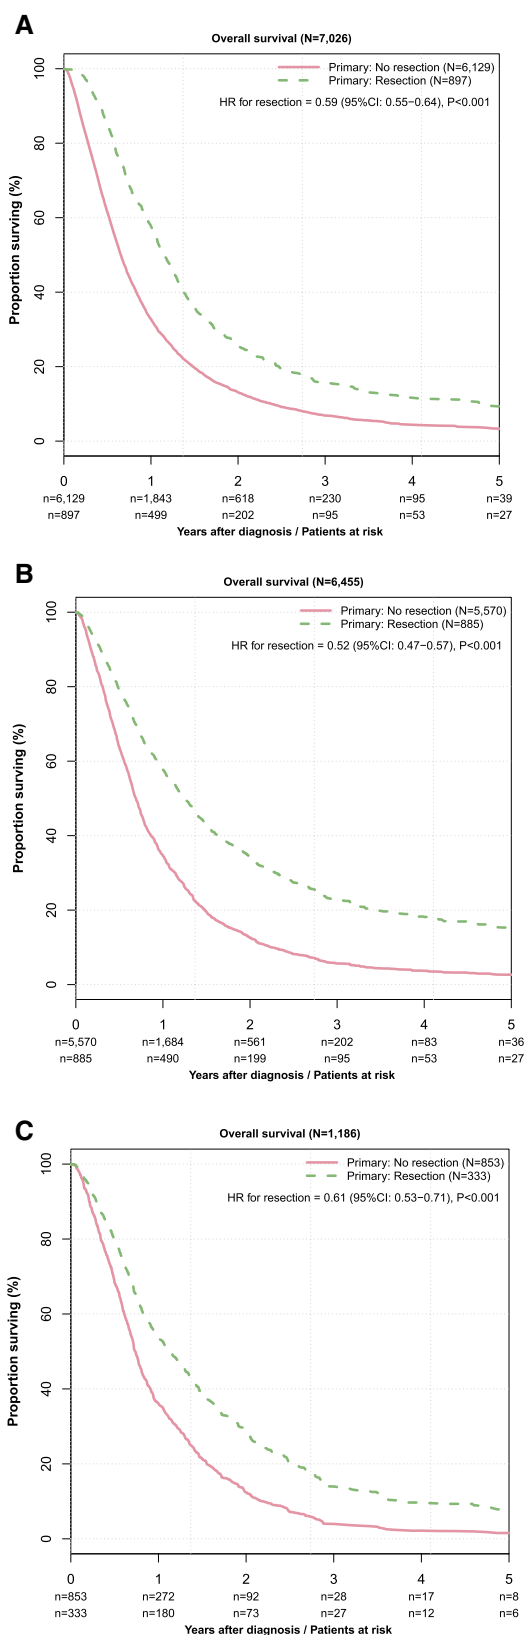 A
Overall survival (N=7,026)
Primary: No resection (N=6,129)
Primary: Resection (N=897)
HR for resection = 0.59 (95%CI: 0.55−0.64), P<0.001
Proportion surving (%)
100
80
60
40
20
0
0 1 2 3 4 5
n=6,129 n=1,843 n=618 n=230 n=95 n=39
n=897 n=499 n=202 n=95 n=53 n=27
Years after diagnosis / Patients at risk
B
Overall survival (N=6,455)
Primary: No resection (N=5,570)
Primary: Resection (N=885)
HR for resection = 0.52 (95%CI: 0.47−0.57), P<0.001
Proportion surving (%)
100
80
60
40
20
0
0 1 2 3 4 5
n=5,570 n=1,684 n=561 n=202 n=83 n=36
n=885 n=490 n=199 n=95 n=53 n=27
Years after diagnosis / Patients at risk
C
Overall survival (N=1,186)
Primary: No resection (N=853)
Primary: Resection (N=333)
HR for resection = 0.61 (95%CI: 0.53−0.71), P<0.001
Proportion surving (%)
100
80
60
40
20
0
0 1 2 3 4 5
n=853 n=272 n=92 n=28 n=17 n=8
n=333 n=180 n=73 n=27 n=12 n=6
Years after diagnosis / Patients at risk